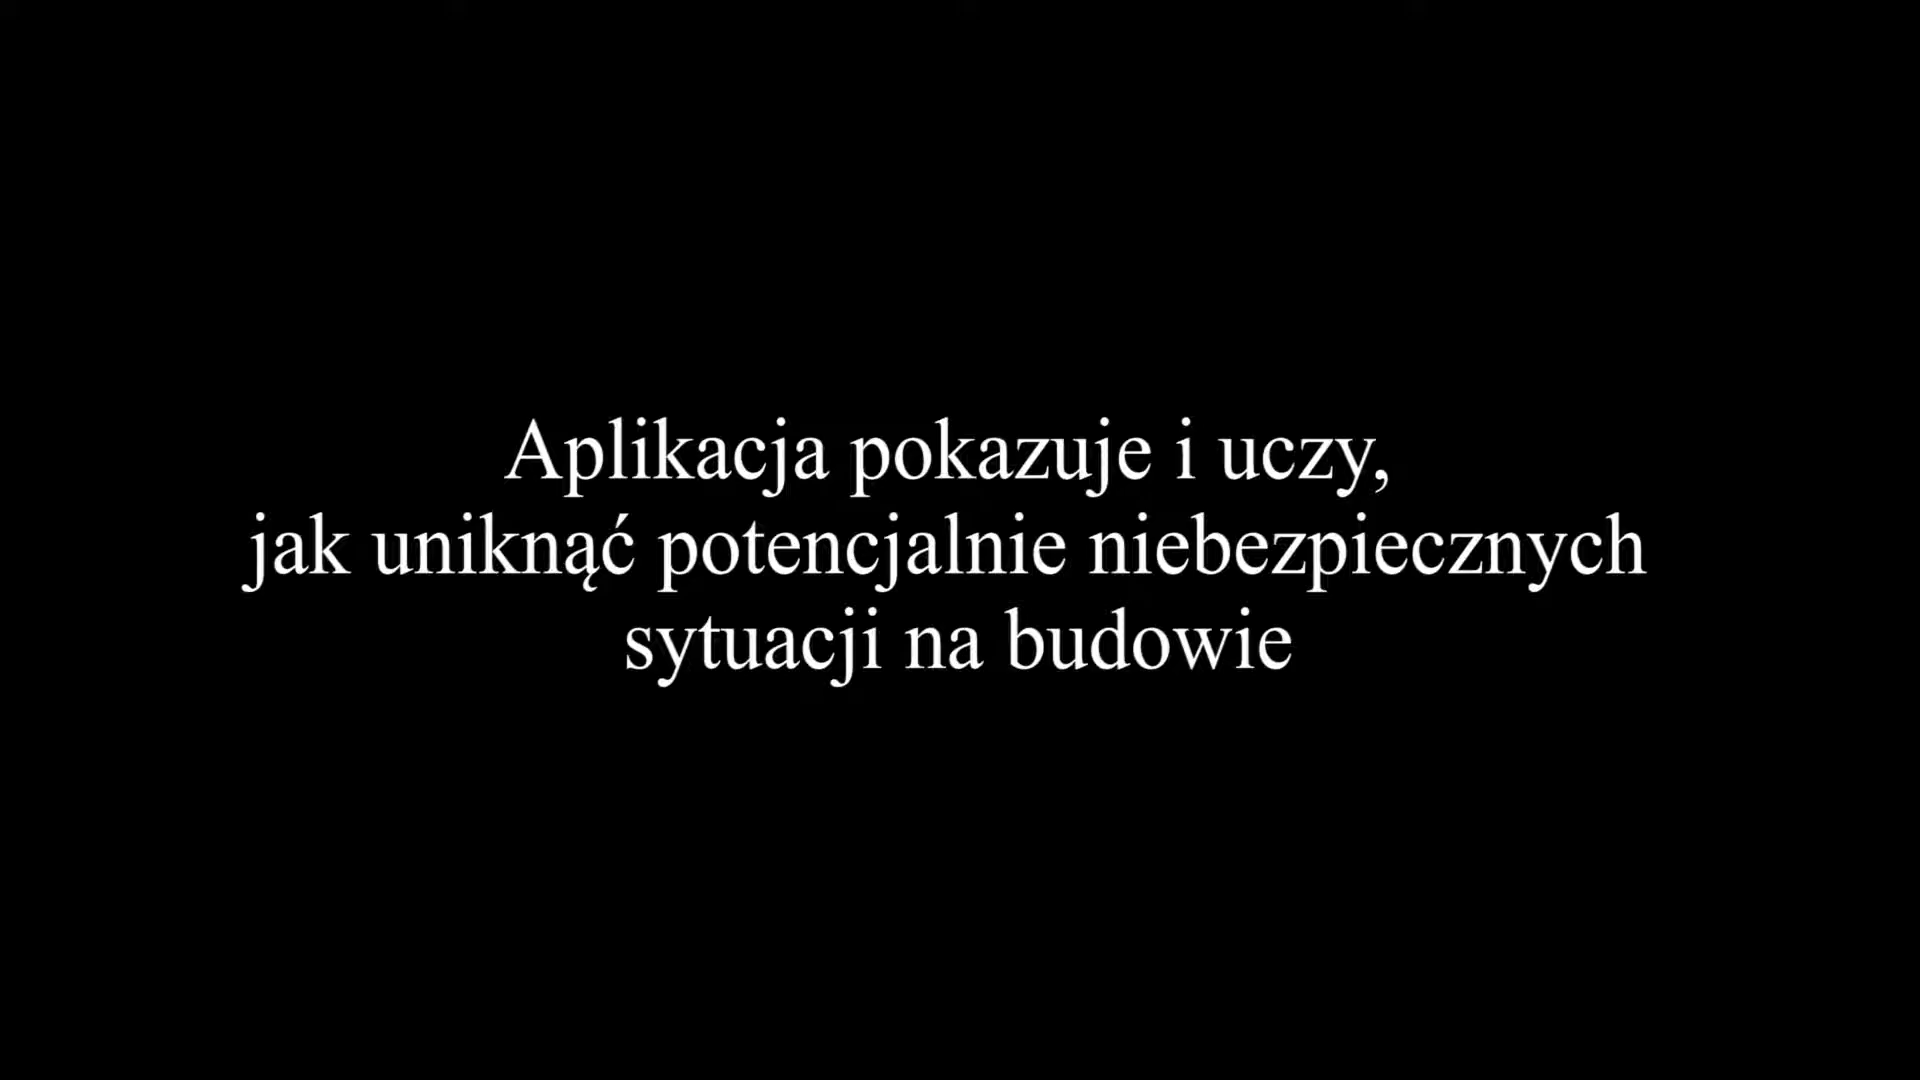 Aplikacja pokazuje i uczy,
jak uniknąć potencjalnie niebezpiecznych
sytuacji na budowie